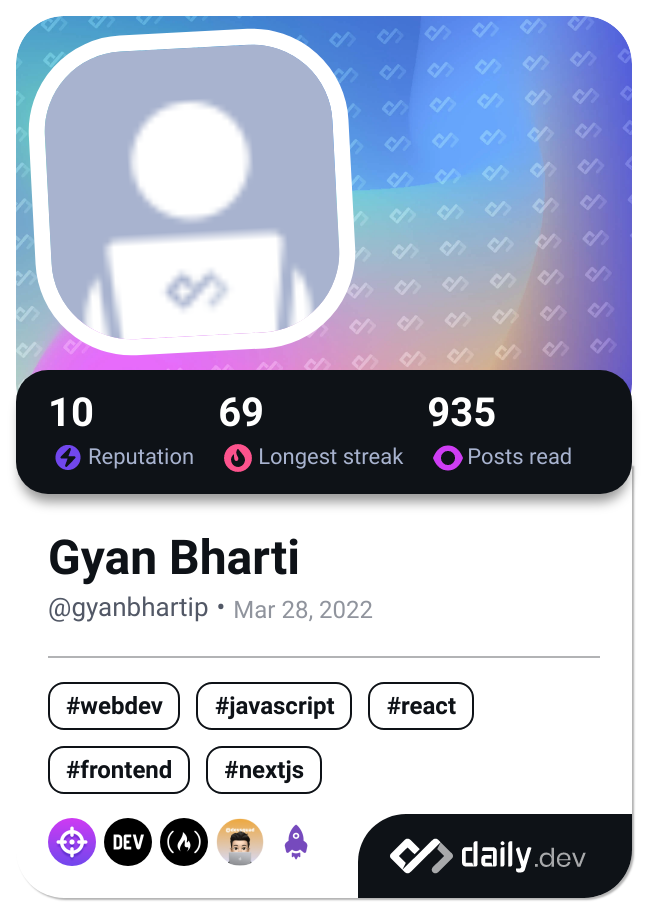 10 69 935
Reputation Longest streak Posts read
Gyan Bharti
@gyanbhartip • Mar 28, 2022
#webdev #javascript #react
#frontend #nextjs
DEV
daily.dev